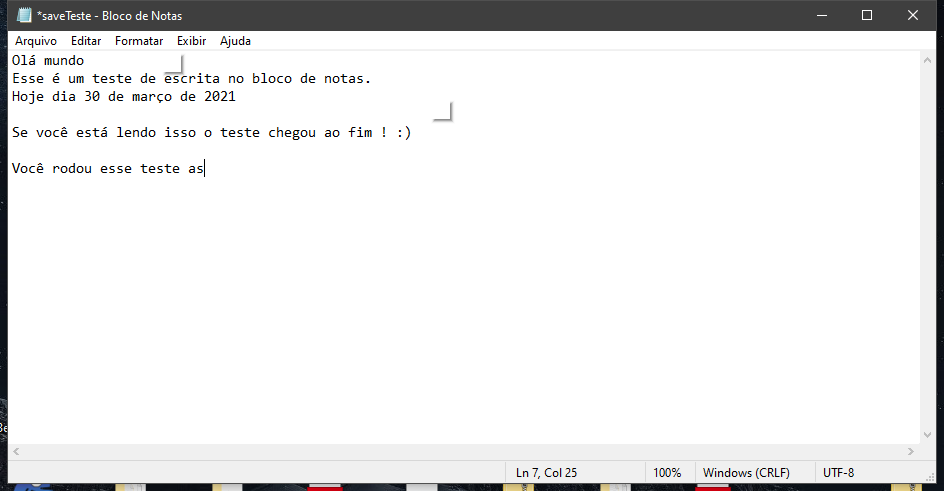 *saveTeste - Bloco de Notas
Arquivo Editar Formatar Exibir Ajuda
Olá mundo
Esse é um teste de escrita no bloco de notas.
Hoje dia 30 de março de 2021
Se você está lendo isso o teste chegou ao fim ! :)
Você rodou esse teste as
Ln 7, Col 25 100% Windows (CRLF) UTF-8